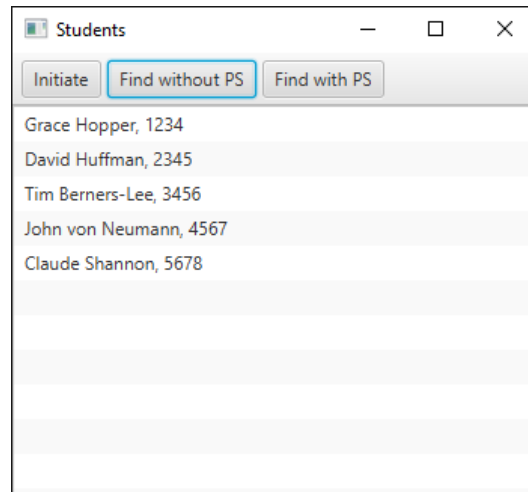 Students
Initiate Find without PS Find with PS
Grace Hopper, 1234
David Huffman, 2345
Tim Berners-Lee, 3456
John von Neumann, 4567
Claude Shannon, 5678